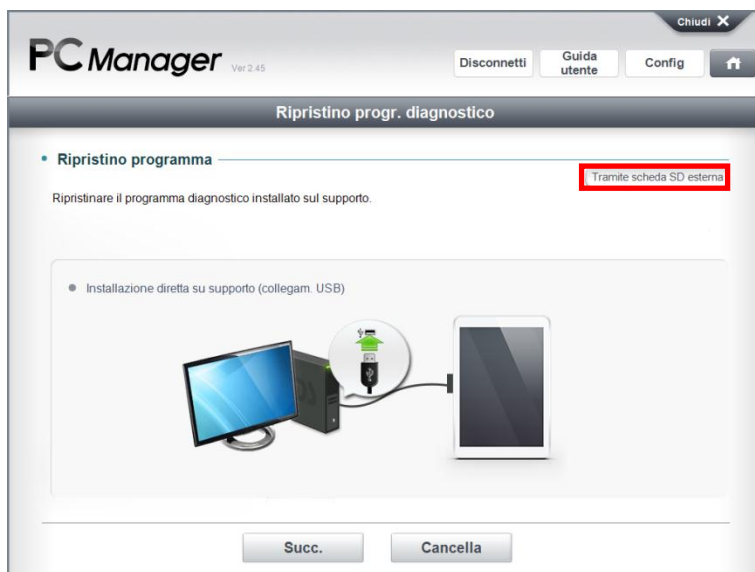 Chiudi X
PC Manager Ver 2.45
Disconnetti
Guida
utente
Config
Ripristino progr. diagnostico
Ripristino programma
Tramite scheda SD esterna
Ripristinare il programma diagnostico installato sul supporto.
Installazione diretta su supporto (collegam. USB)
Succ.
Cancella